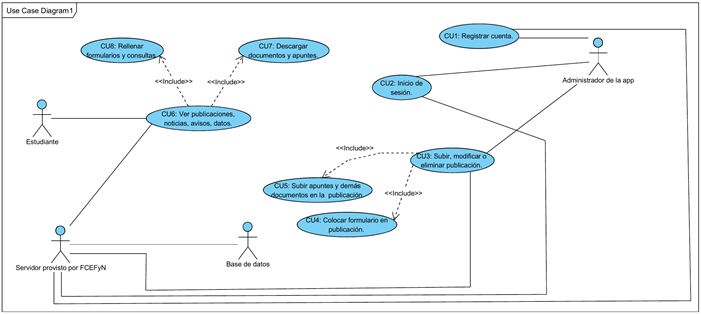 Use Case Diagram1
CU8: Rellenar
formularios y consultas.
CU7: Descargar
documentos y apuntes.
CU1: Registrar cuenta.
Administrador de la app
CU2: Inicio de
sesión.
<<Include>>
<<Include>>
CU6: Ver publicaciones,
noticias, avisos, datos.
Estudiante
<<Include>>
CU3: Subir, modificar o
eliminar publicación.
CU5: Subir apuntes y demás
documentos en la publicación
<<Include>>
CU4: Colocar formulario en
publicación.
Servidor provisto por FCEFyN
Base de datos